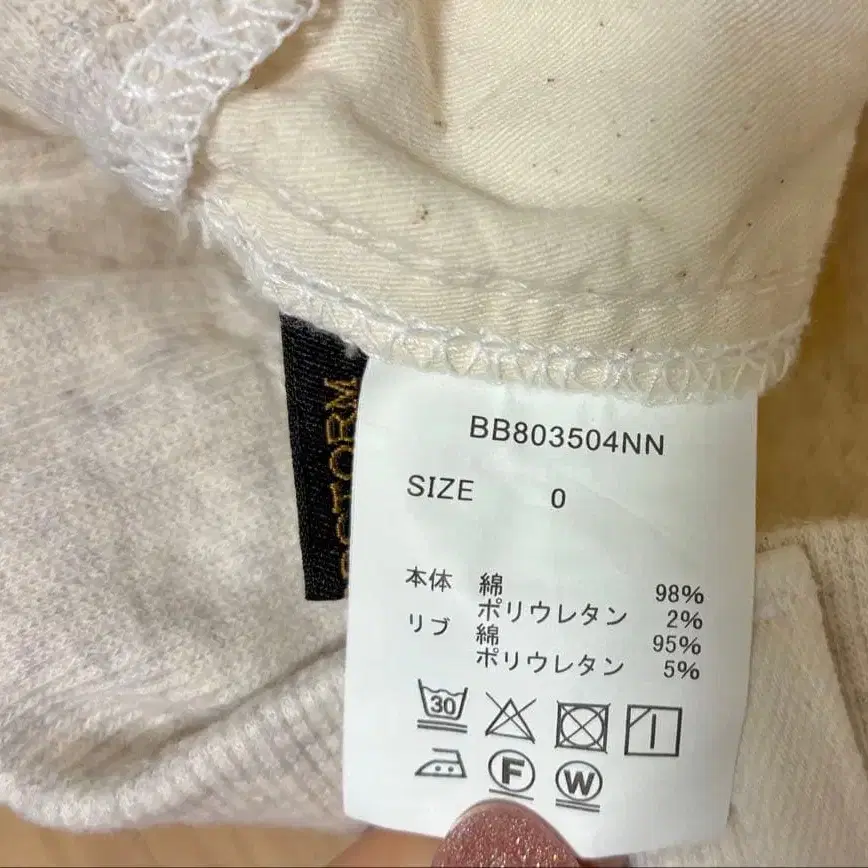 BB803504NN
SIZE 0
本体 綿 98%
ポリウレタン 2%
リブ 綿 95%
ポリウレタン 5%
30
F W